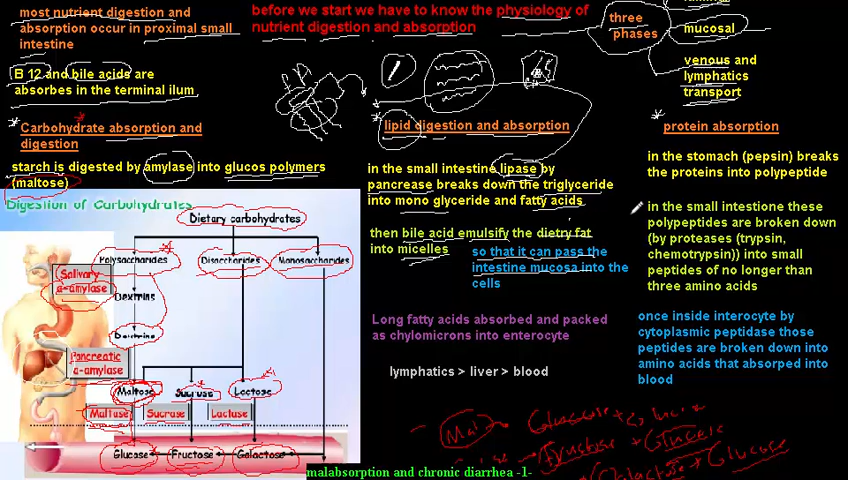 most nutrient digestion and
absorption occur in proximal small
intestine
B 12 and bile acids are
absorbes in the terminal ilum
before we start we have to know the physiology of
nutrient digestion and absorption
three
phases
mucosal
venous and
lymphatics
transport
Carbohydrate absorption and
digestion
starch is digested by amylase into glucos polymers
(maltose)
Digestion of Carbohydrates
Dietary carbohydrates
Polysaccharides
Disaccharides
Monosaccharides
Salivary
α-amylase
Dextrins
Dextrins
Pancreatic
α-amylase
Maltose
Sucrose
Lactose
Maltase
Sucrase
Lactase
Glucose
Fructose
Galactose
lipid digestion and absorption
in the small intestine lipase by
pancrease breaks down the triglyceride
into mono glyceride and fatty acids
then bile acid emulsify the dietry fat
into micelles
so that it can pass the
intestine mucosa into the
cells
Long fatty acids absorbed and packed
as chylomicrons into enterocyte
lymphatics > liver > blood
protein absorption
in the stomach (pepsin) breaks
the proteins into polypeptide
in the small intestione these
polypeptides are broken down
(by proteases (trypsin,
chemotrypsin)) into small
peptides of no longer than
three amino acids
once inside interocyte by
cytoplasmic peptidase those
peptides are broken down into
amino acids that absorped into
blood
Mal
Fructose + Glucose
Galactose + Glucose
malabsorption and chronic diarrhea -1-